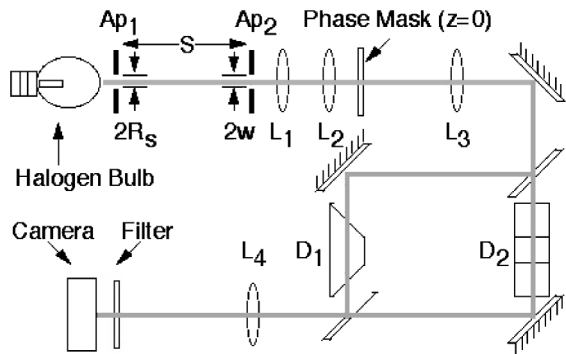 Ap1 Ap2 Phase Mask (z=0)
S
2Rs 2w L1 L2 L3
Halogen Bulb
Camera Filter L4 D1 D2